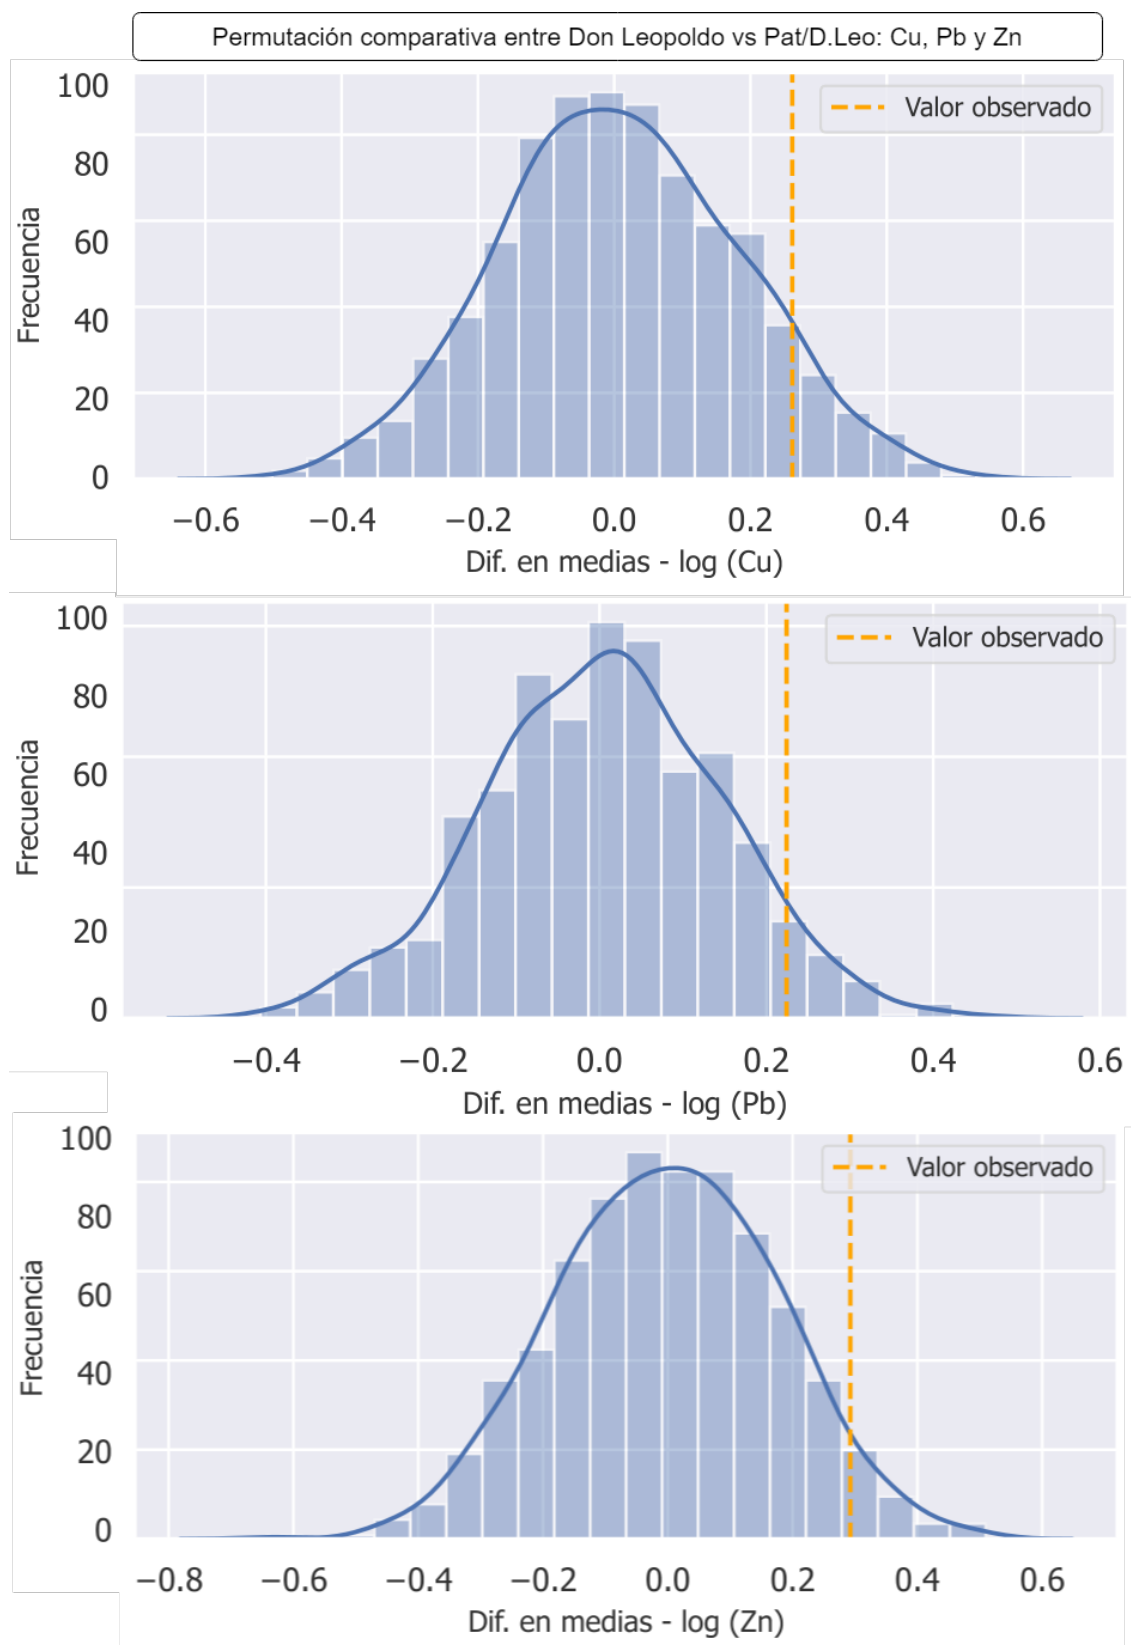 Permutación comparativa entre Don Leopoldo vs Pat/D.Leo: Cu, Pb y Zn
Valor observado
100
80
60
40
20
0
Frecuencia
−0.6 −0.4 −0.2 0.0 0.2 0.4 0.6
Dif. en medias - log (Cu)
Valor observado
100
80
60
40
20
0
Frecuencia
−0.4 −0.2 0.0 0.2 0.4 0.6
Dif. en medias - log (Pb)
Valor observado
100
80
60
40
20
0
Frecuencia
−0.8 −0.6 −0.4 −0.2 0.0 0.2 0.4 0.6
Dif. en medias - log (Zn)